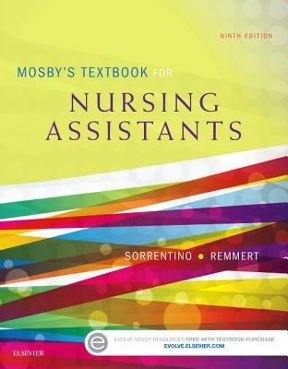 NINTH EDITION
MOSBY'S TEXTBOOK FOR
NURSING
ASSISTANTS
SORRENTINO • REMMERT
EVOLVE STUDY RESOURCES FREE WITH TEXTBOOK PURCHASE
EVOLVE.ELSEVIER.COM
ELSEVIER